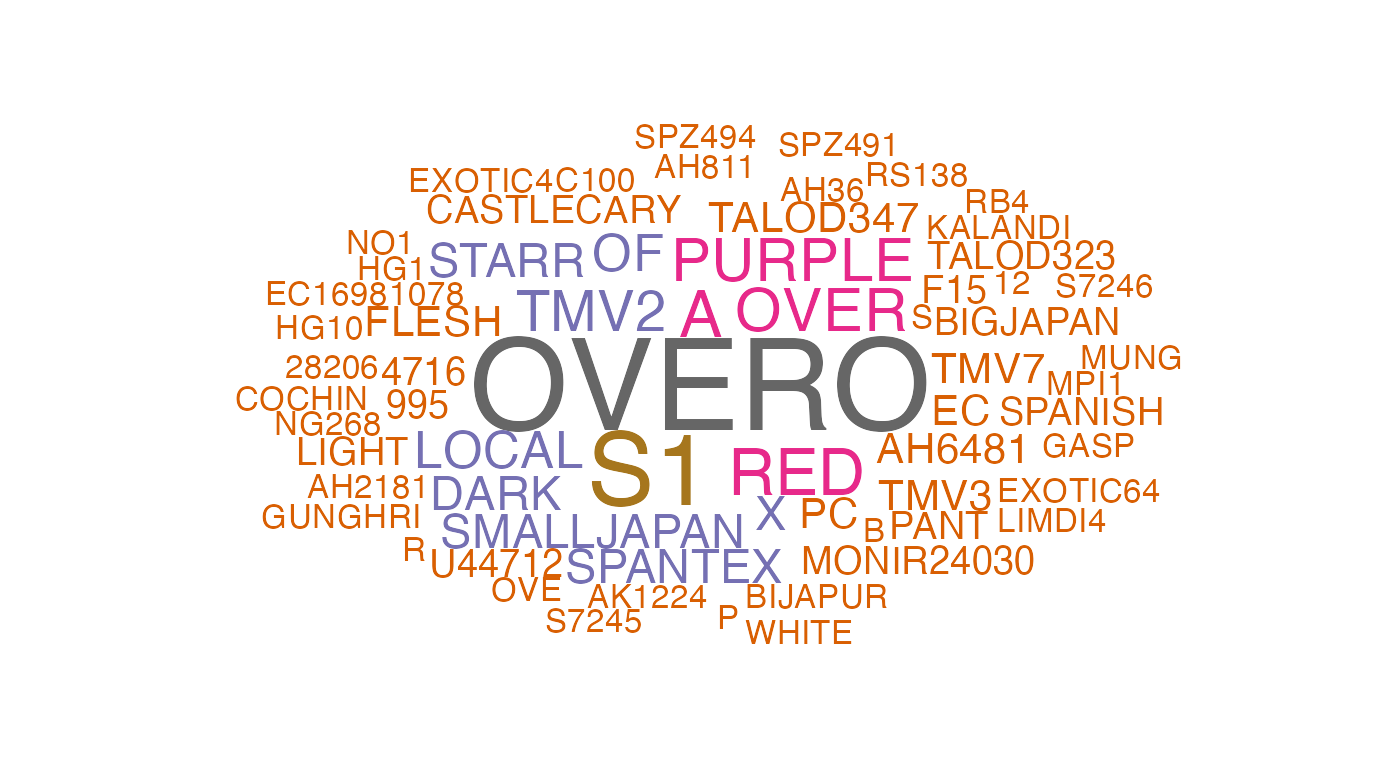 SPZ494
SPZ491
AH811
RS138
EXOTIC4C100
AH36
RB4
CASTLECARY
TALOD347
KALANDI
NO1
STARR
OF
PURPLE
TALOD323
HG1
EC16981078
TMV2
A
OVER
F15
12
S7246
HG10
FLESH
S
BIGJAPAN
28206
4716
OVERO
TMV7
MUNG
MPI1
COCHIN
995
EC
SPANISH
NG268
LIGHT
LOCAL
S1
RED
AH6481
GASP
AH2181
DARK
TMV3
EXOTIC64
GUNGHRI
SMALLJAPAN
X
PC
B
PANT
LIMDI4
R
U44712
SPANTEX
MONIR24030
OVE
AK1224
BIJAPUR
S7245
P
WHITE